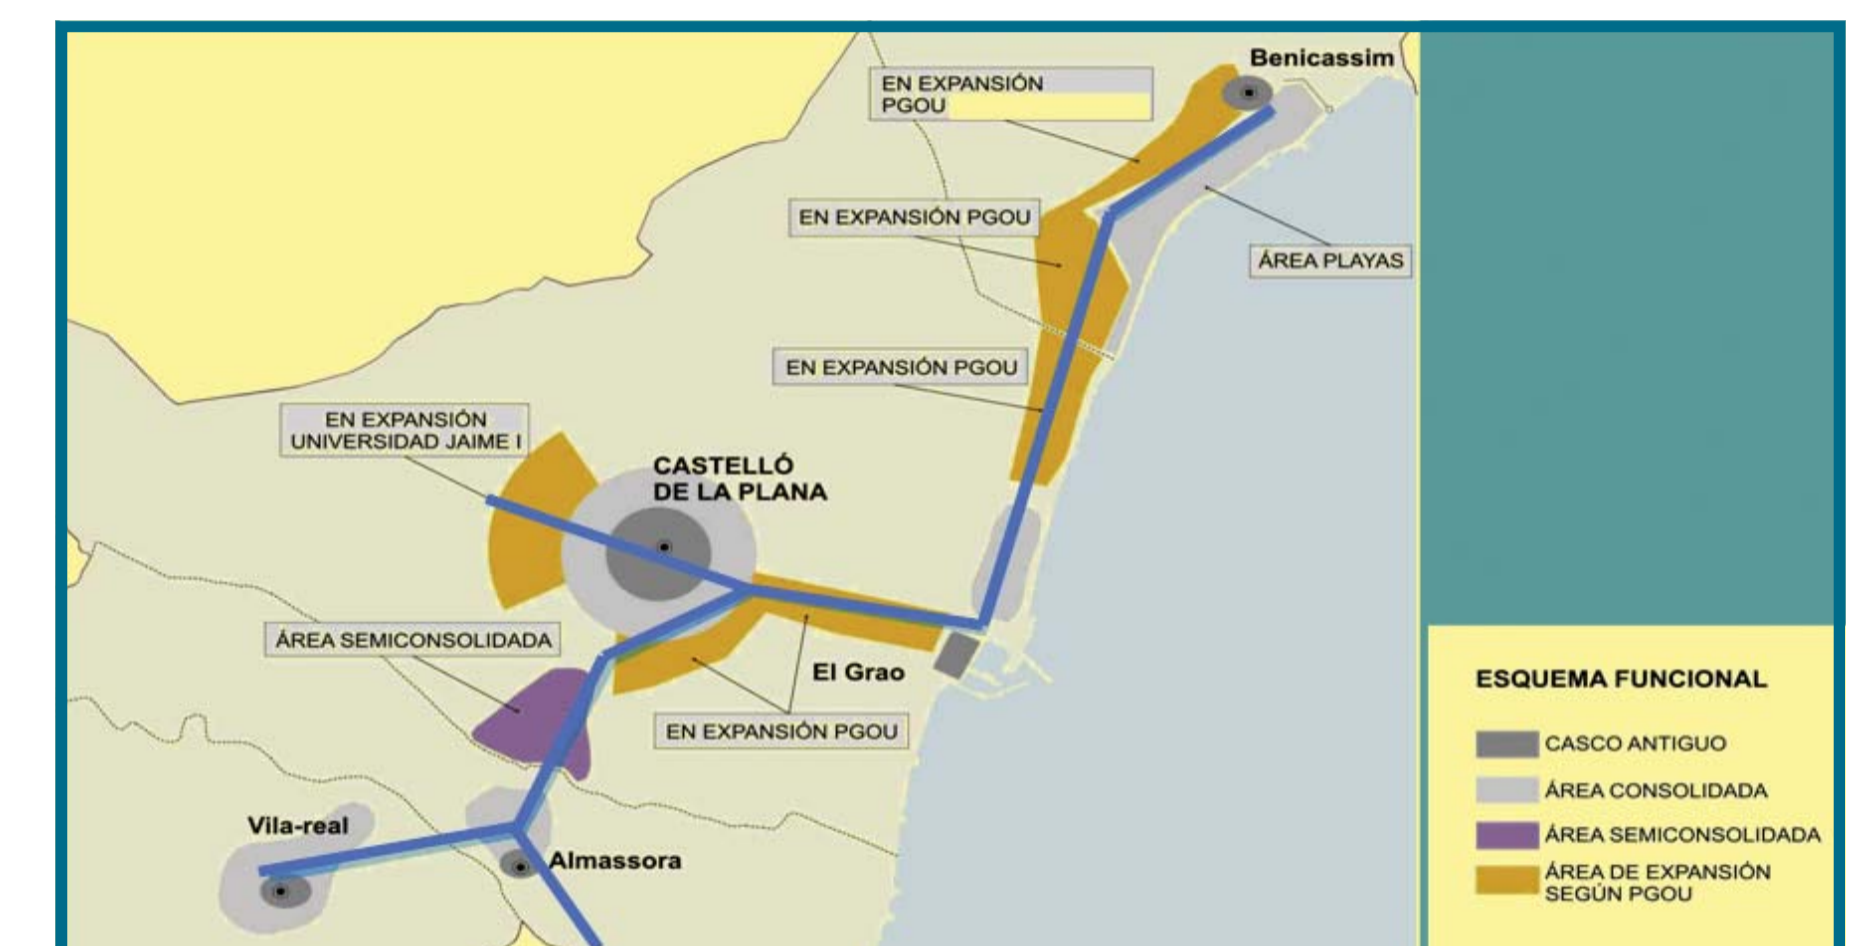 Benicassim
EN EXPANSIÓN
PGOU
EN EXPANSIÓN PGOU
ÁREA PLAYAS
EN EXPANSIÓN PGOU
EN EXPANSIÓN
UNIVERSIDAD JAIME I
CASTELLÓ
DE LA PLANA
ÁREA SEMICONSOLIDADA
El Grao
EN EXPANSIÓN PGOU
Vila-real
Almassora
ESQUEMA FUNCIONAL
CASCO ANTIGUO
ÁREA CONSOLIDADA
ÁREA SEMICONSOLIDADA
ÁREA DE EXPANSIÓN
SEGÚN PGOU